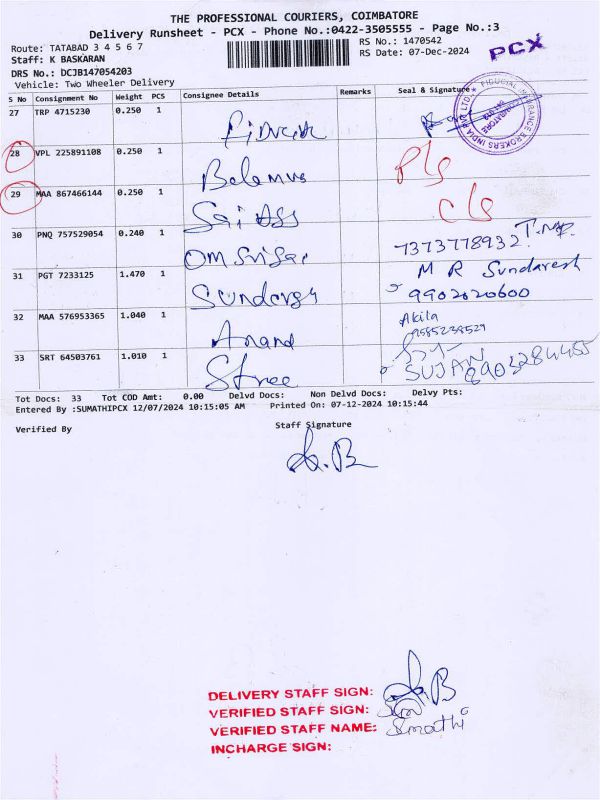 THE PROFESSIONAL COURIERS, COIMBATORE
Delivery Runsheet - PCX - Phone No.:0422-3505555 - Page No.:3
Route: TATABAD 3 4 5 6 7
RS No.: 1470542
PCX
Staff: K BASKARAN
RS Date: 07-Dec-2024
DRS No.: DCJB147054203
Vehicle: Two Wheeler Delivery
S No Consignment No Weight PCS Consignee Details Remarks Seal & Signature
27 TRP 4715230 0.250 1
28 VPL 225891108 0.250 1 Balamus P/s
29 MAA 867466144 0.250 1 Sai Ass c/s
30 PNQ 757529054 0.240 1 Om Sri Sai 7373778932
31 PGT 7233125 1.470 1 Sundaresh M R Sundaresh
9902020600
32 MAA 576953365 1.040 1 Anand Akila
9585234529
33 SRT 64503761 1.010 1 Stree SUJAN 8903284455
Tot Docs: 33 Tot COD Amt: 0.00 Delvd Docs: Non Delvd Docs: Delvy Pts:
Entered By :SUMATHIPCX 12/07/2024 10:15:05 AM Printed On: 07-12-2024 10:15:44
Verified By Staff Signature
DELIVERY STAFF SIGN:
VERIFIED STAFF SIGN:
VERIFIED STAFF NAME: Sumathi
INCHARGE SIGN: